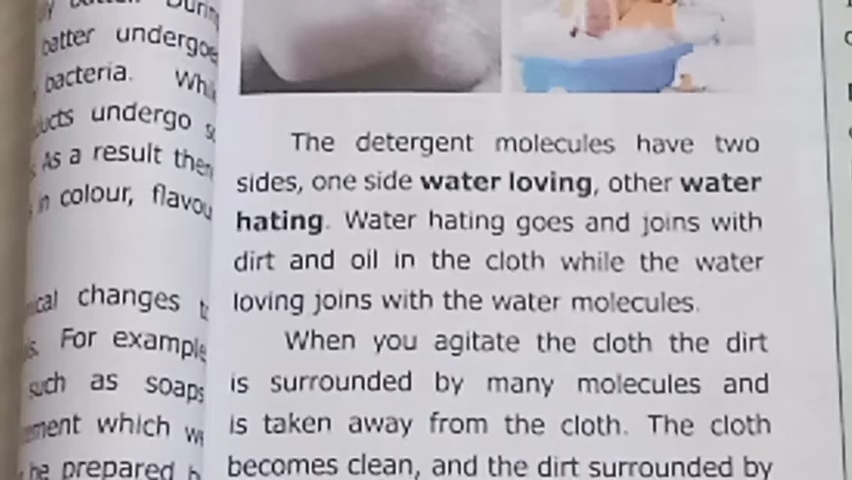 batter undergoe
bacteria. Whi
ucts undergo s
As a result then
in colour, flavou
ical changes t
s. For example
such as soaps
ment which we
be prepared b
The detergent molecules have two
sides, one side water loving, other water
hating. Water hating goes and joins with
dirt and oil in the cloth while the water
loving joins with the water molecules.
When you agitate the cloth the dirt
is surrounded by many molecules and
is taken away from the cloth. The cloth
becomes clean, and the dirt surrounded by